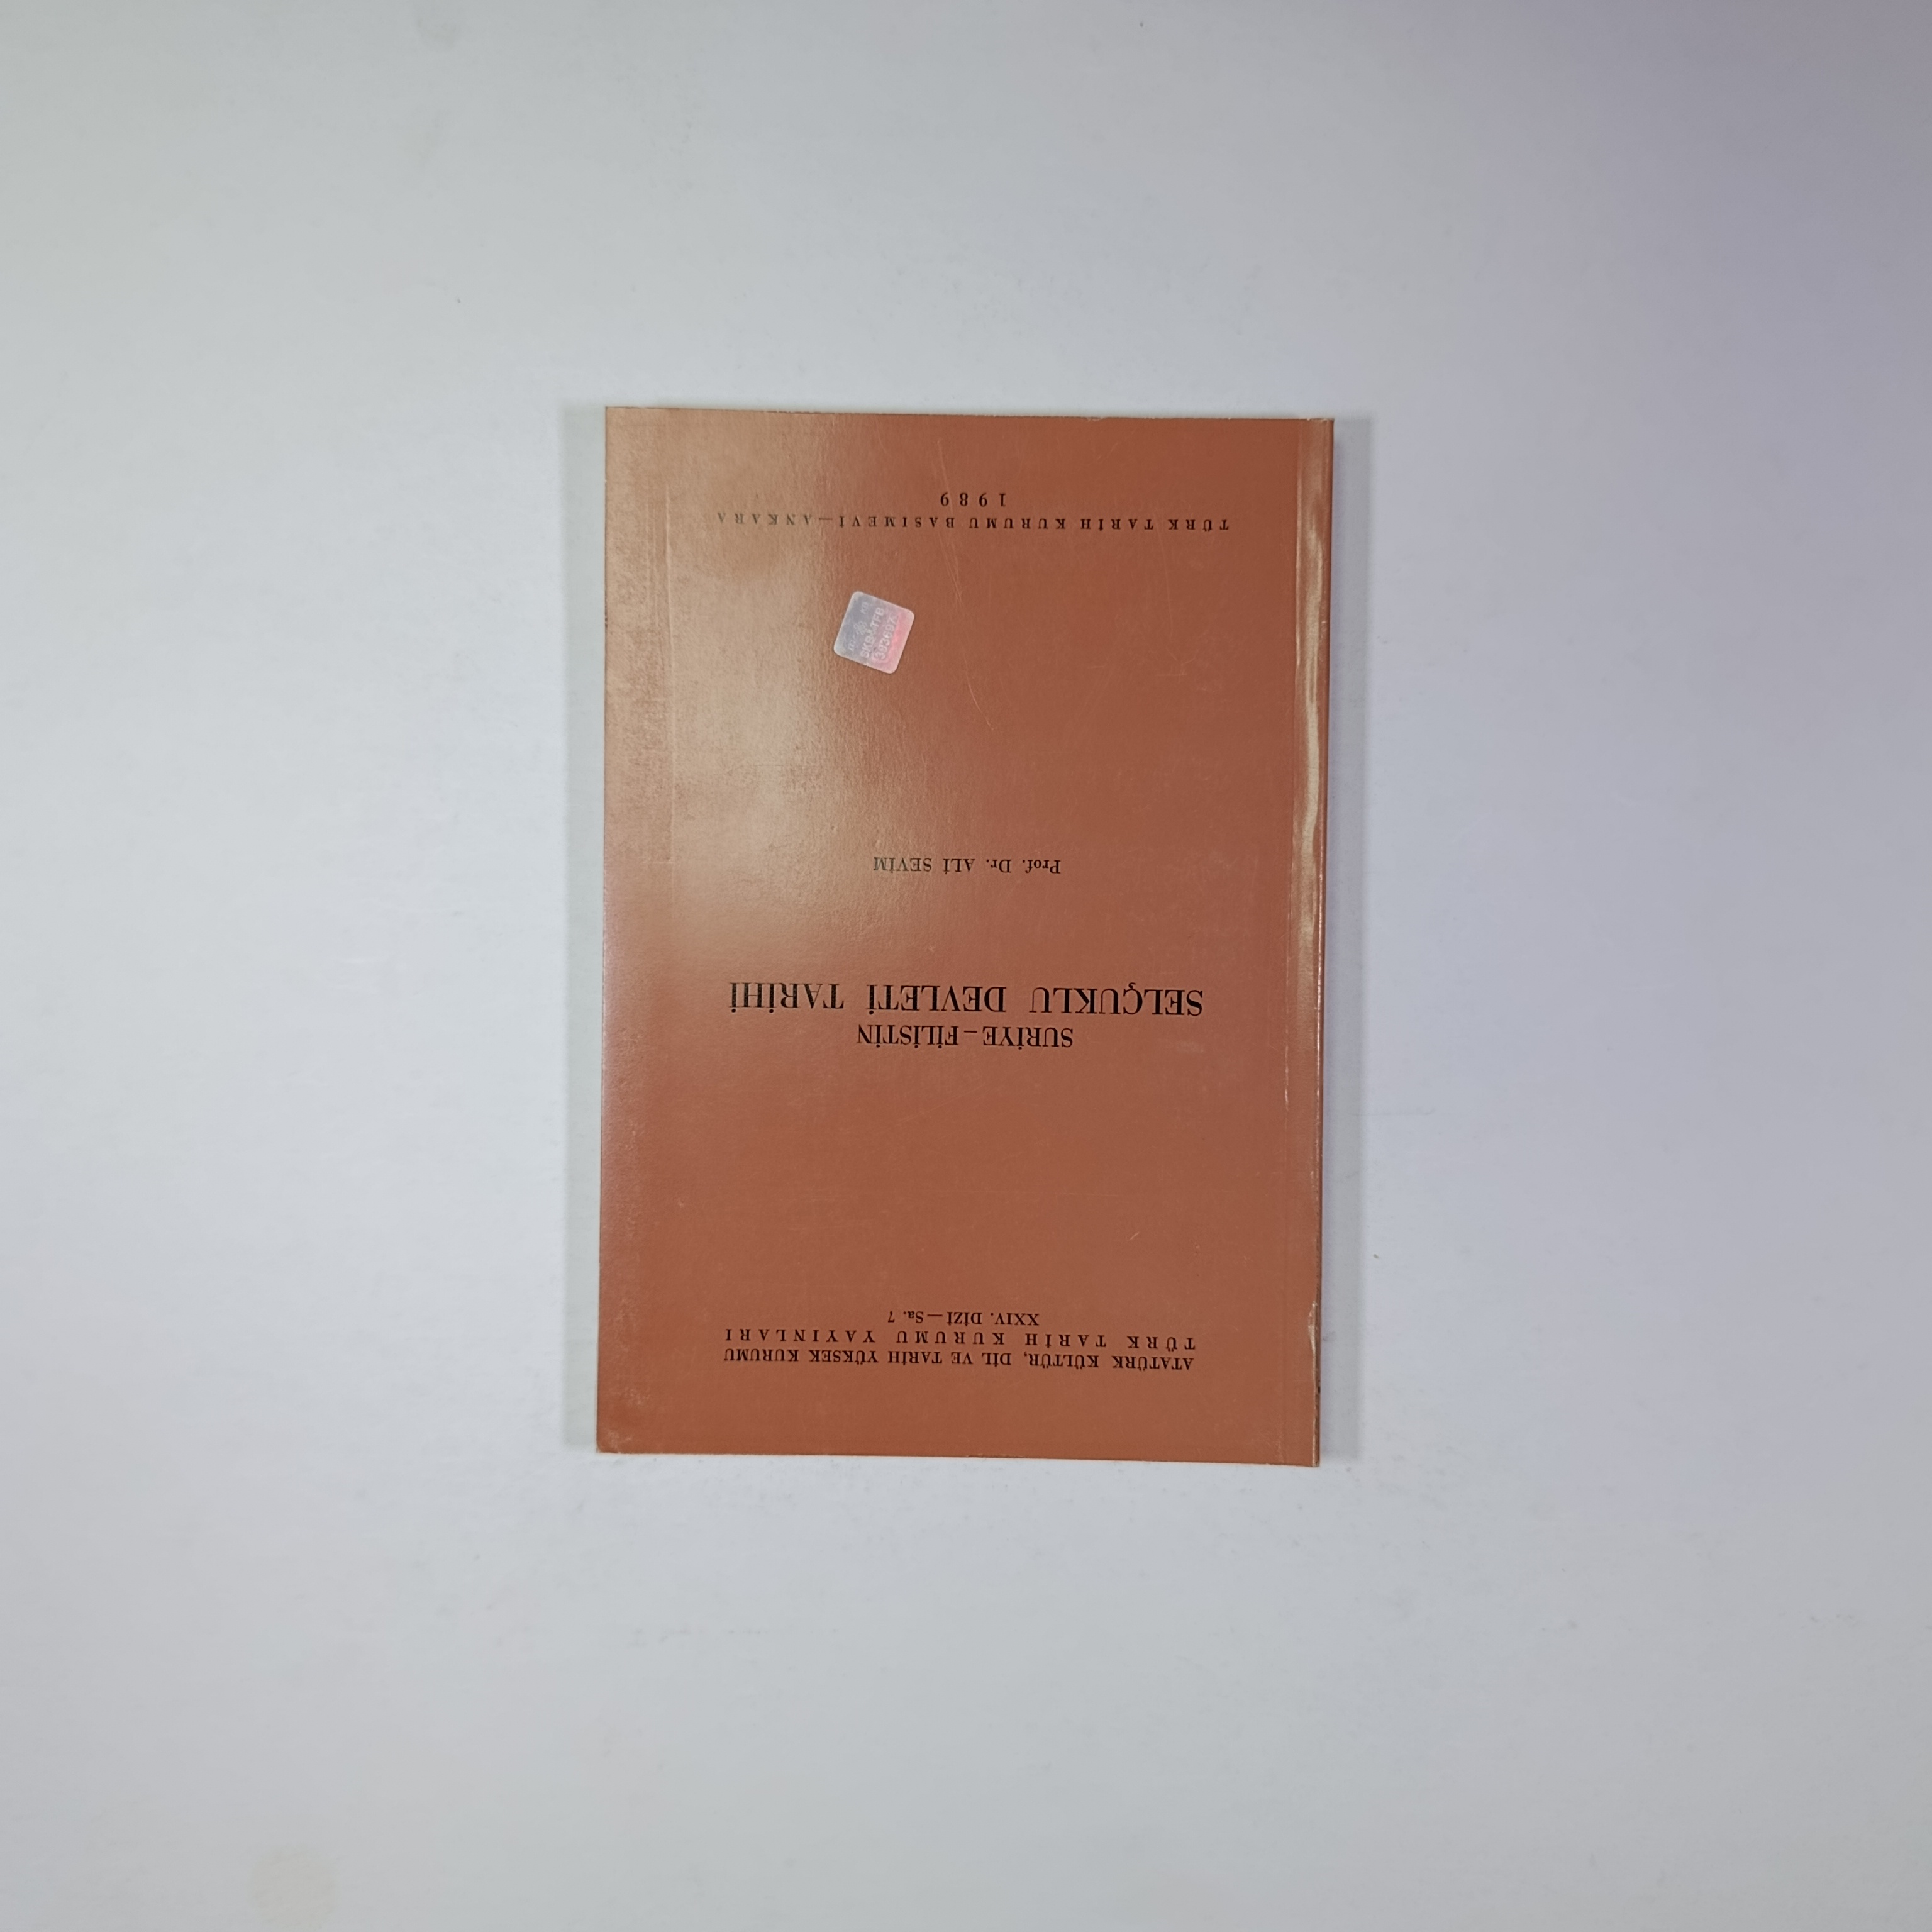 ATATÜRK KÜLTÜR, DİL VE TARİH YÜKSEK KURUMU
TÜRK TARİH KURUMU YAYINLARI
XXIV. DİZİ—Sa. 7
SURİYE–FİLİSTİN
SELÇUKLU DEVLETİ TARİHİ
Prof. Dr. ALİ SEVİM
TÜRK TARİH KURUMU BASIMEVİ—ANKARA
1989